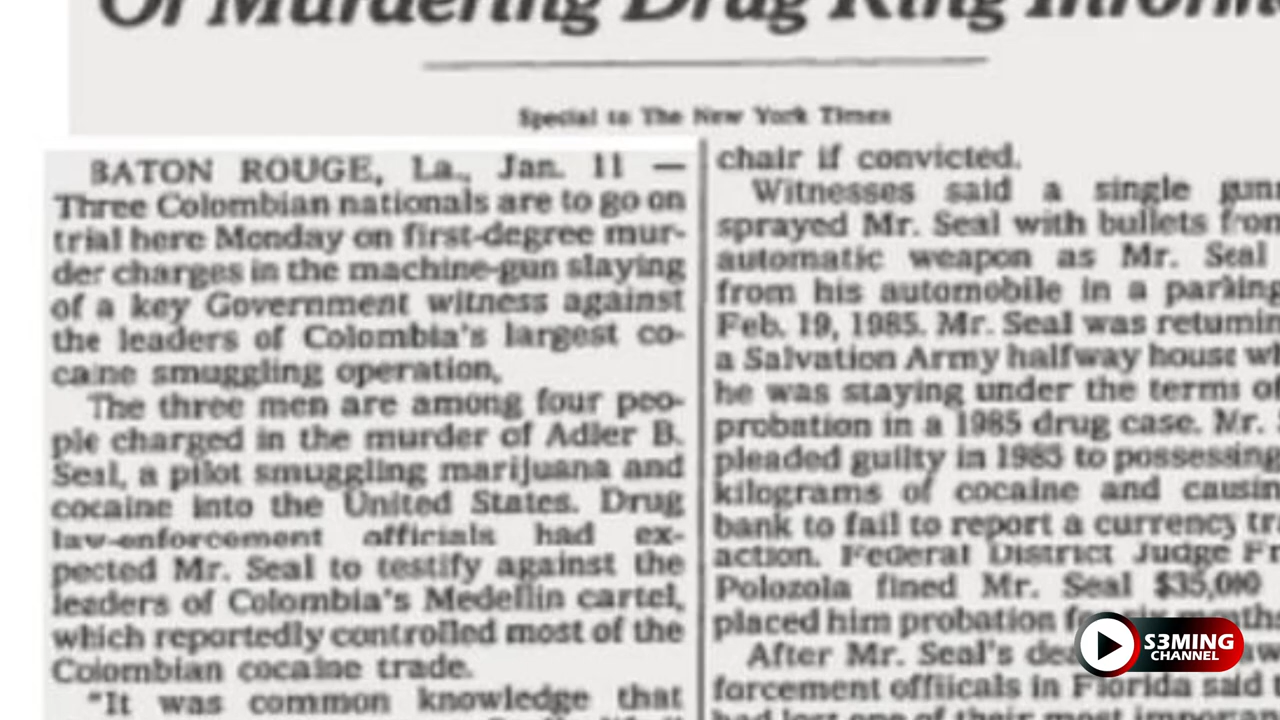 Of Murdering Drug Ring
Special to The New York Times
BATON ROUGE, La., Jan. 11 —
Three Colombian nationals are to go on
trial here Monday on first-degree mur-
der charges in the machine-gun slaying
of a key Government witness against
the leaders of Colombia's largest co-
caine smuggling operation.
The three men are among four peo-
ple charged in the murder of Adler B.
Seal, a pilot smuggling marijuana and
cocaine into the United States. Drug
law-enforcement officials had ex-
pected Mr. Seal to testify against the
leaders of Colombia's Medellin cartel,
which reportedly controlled most of the
Colombian cocaine trade.
"It was common knowledge that
chair if convicted.
Witnesses said a single
sprayed Mr. Seal with bullets
automatic weapon as Mr. Seal
from his automobile in a parking
Feb. 19, 1985. Mr. Seal was
a Salvation Army halfway house
he was staying under the terms
probation in a 1985 drug case. Mr.
pleaded guilty in 1985 to possessing
kilograms of cocaine and
bank to fail to report a currency
action. Federal District Judge
Polozola fined Mr. Seal $35,000
placed him probation
After Mr. Seal's
forcement offiicals in Florida said
had lost one of their most
S3MING
CHANNEL